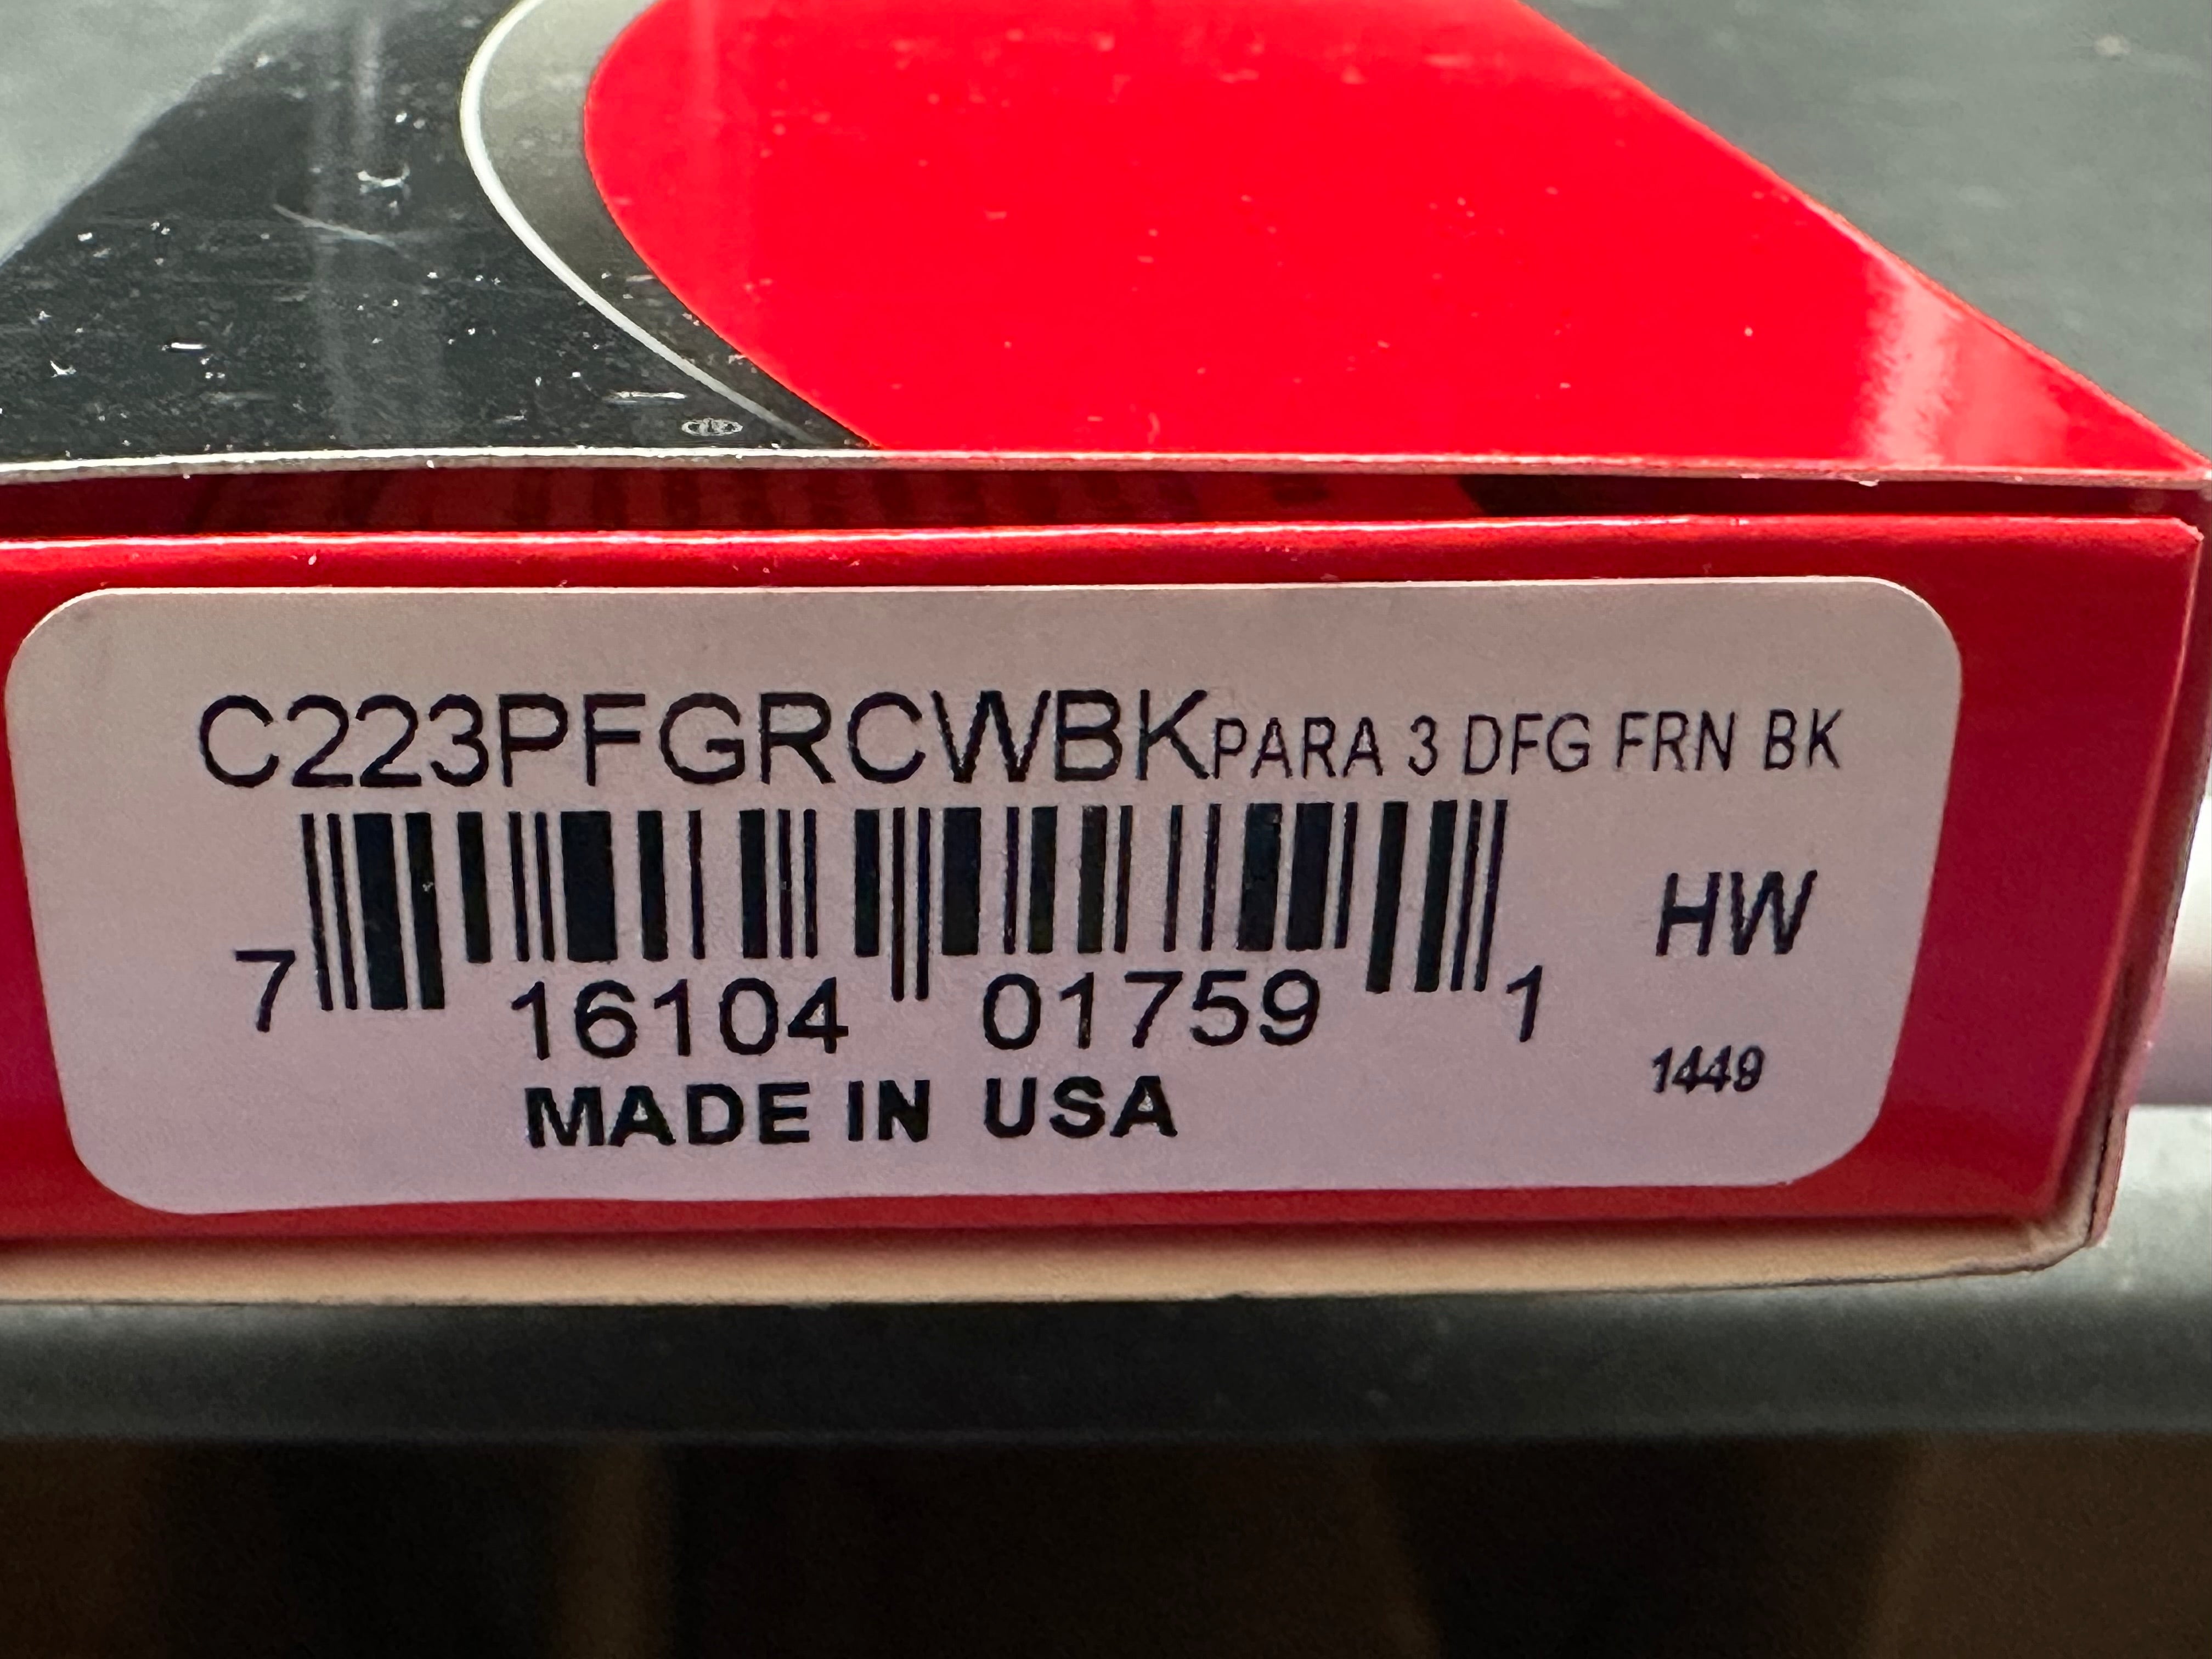 C223PFGRCWBK PARA 3 DFG FRN BK
HW
7 16104 01759 1
1449
MADE IN USA